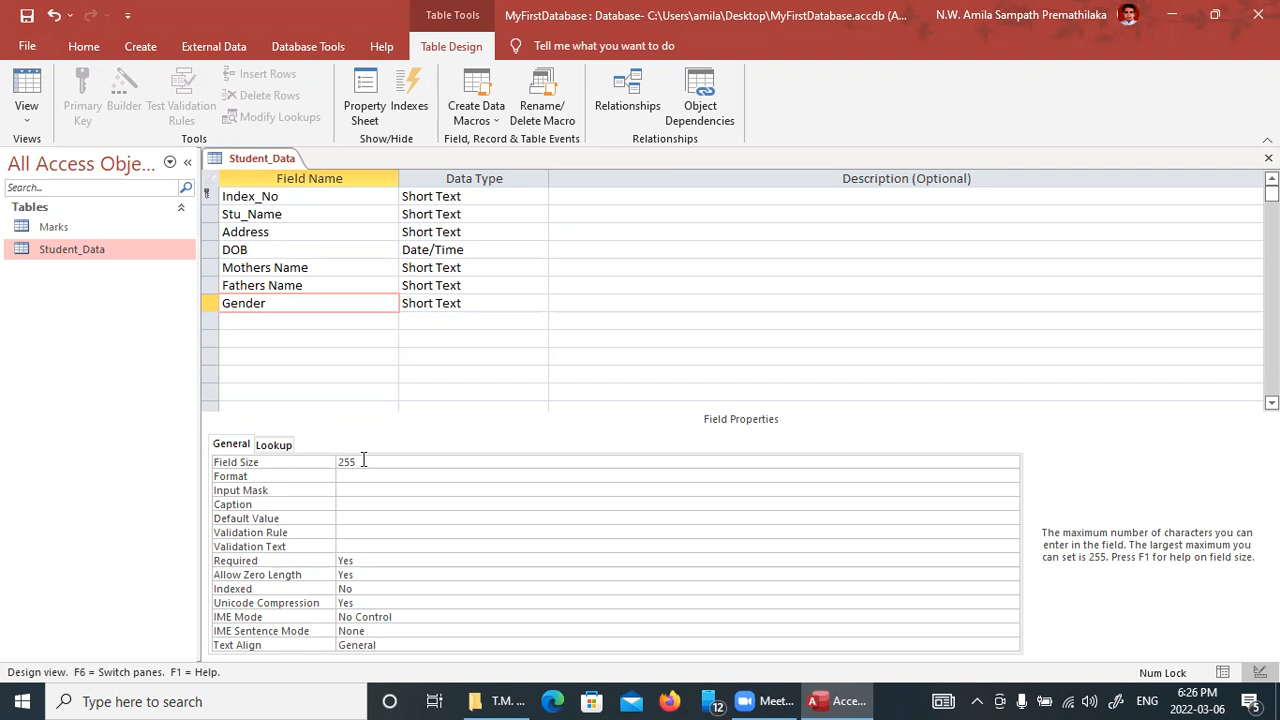 Table Tools
MyFirstDatabase : Database- C:\Users\amila\Desktop\MyFirstDatabase.accdb (A...
N.W. Amila Sampath Premathilaka
File
Home
Create
External Data
Database Tools
Help
Table Design
Tell me what you want to do
View
Views
Primary Key
Builder
Test Validation Rules
Insert Rows
Delete Rows
Modify Lookups
Tools
Property Sheet
Indexes
Show/Hide
Create Data Macros
Rename/ Delete Macro
Field, Record & Table Events
Relationships
Object Dependencies
Relationships
All Access Obje...
Search...
Tables
Marks
Student_Data
Student_Data
Field Name Data Type Description (Optional)
Index_No Short Text
Stu_Name Short Text
Address Short Text
DOB Date/Time
Mothers Name Short Text
Fathers Name Short Text
Gender Short Text
Field Properties
General Lookup
Field Size 255
Format
Input Mask
Caption
Default Value
Validation Rule
Validation Text
Required Yes
Allow Zero Length Yes
Indexed No
Unicode Compression Yes
IME Mode No Control
IME Sentence Mode None
Text Align General
The maximum number of characters you can
enter in the field. The largest maximum you
can set is 255. Press F1 for help on field size.
Design view. F6 = Switch panes. F1 = Help.
Num Lock
Type here to search
T.M. ...
12
Meet...
Acce...
ENG
6:26 PM
2022-03-06
5